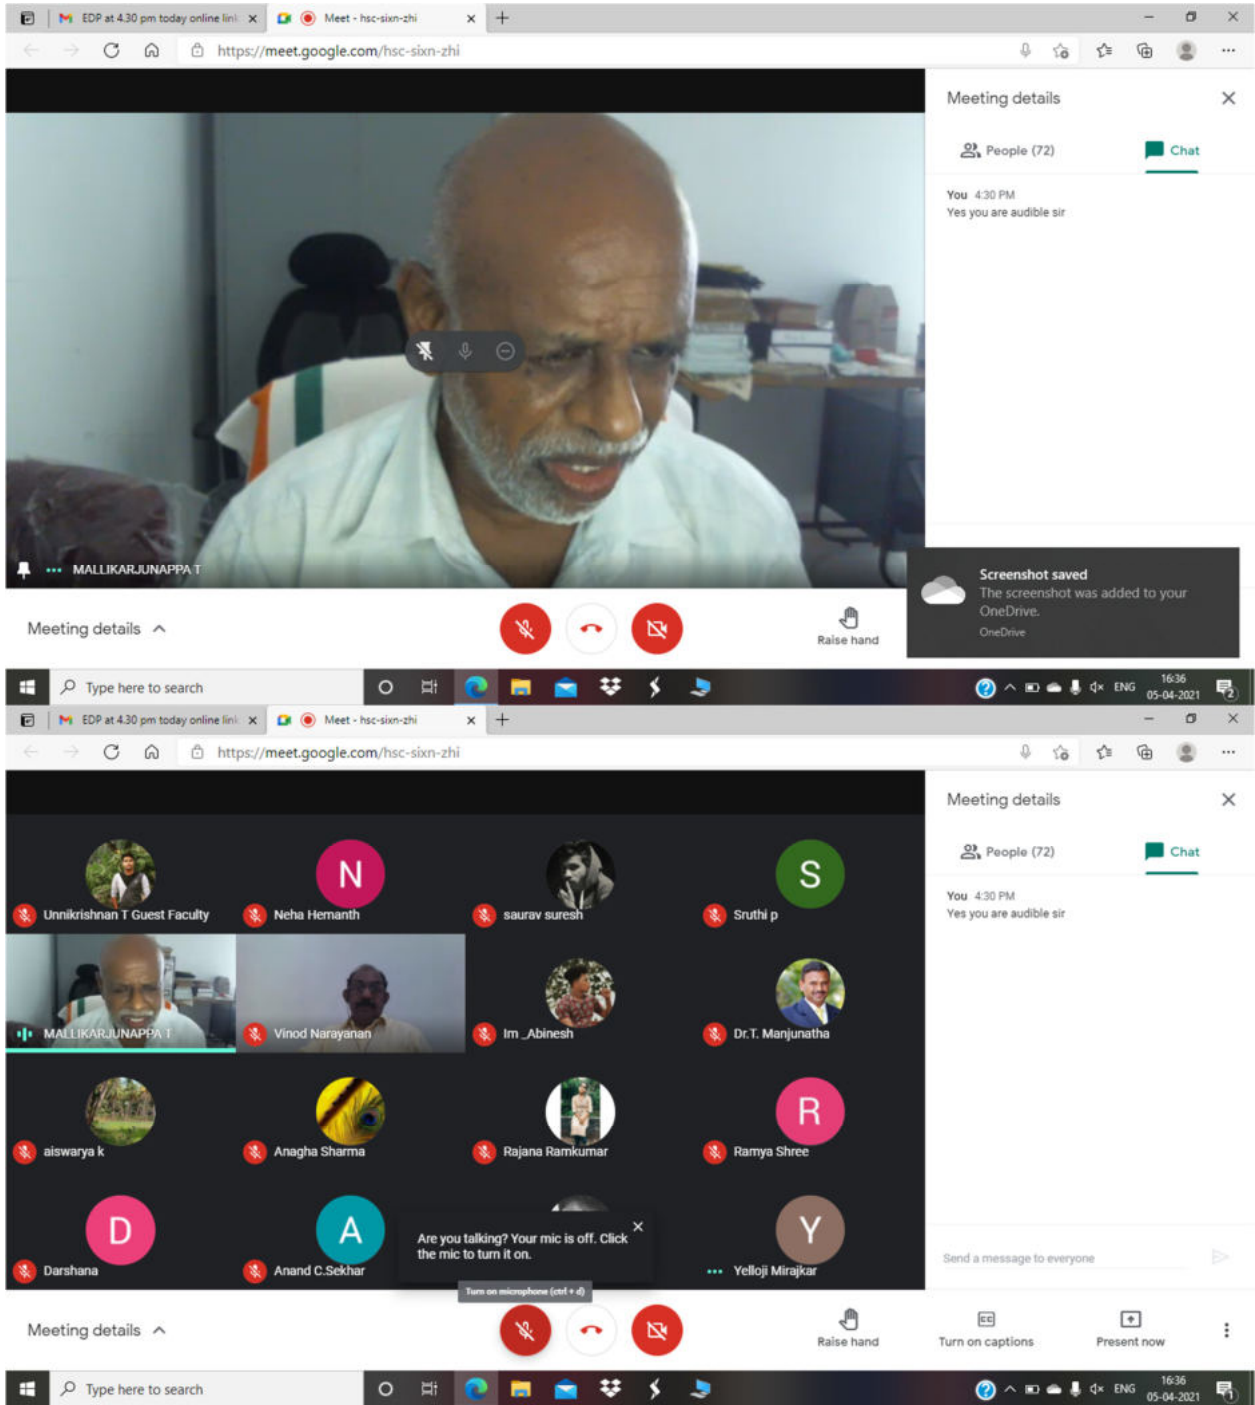 EDP at 4.30 pm today online link
Meet - hsc-sixn-zhi
https://meet.google.com/hsc-sixn-zhi
Meeting details
People (72)
Chat
You 4:30 PM
Yes you are audible sir
MALLIKARJUNAPPA T
Screenshot saved
The screenshot was added to your
OneDrive.
OneDrive
Meeting details
Raise hand
Type here to search
ENG
16:36
05-04-2021
2
EDP at 4.30 pm today online link
Meet - hsc-sixn-zhi
https://meet.google.com/hsc-sixn-zhi
Meeting details
People (72)
Chat
You 4:30 PM
Yes you are audible sir
N
S
Unnikrishnan T Guest Faculty
Neha Hemanth
saurav suresh
Sruthi p
MALLIKARJUNAPPA T
Vinod Narayanan
Im _Abinesh
Dr.T. Manjunatha
R
aiswarya k
Anagha Sharma
Rajana Ramkumar
Ramya Shree
D
A
Y
Are you talking? Your mic is off. Click
the mic to turn it on.
Darshana
Anand C.Sekhar
Yelloji Mirajkar
Turn on microphone (ctrl + d)
Send a message to everyone
Meeting details
Raise hand
CC
Turn on captions
Present now
Type here to search
ENG
16:36
05-04-2021
1